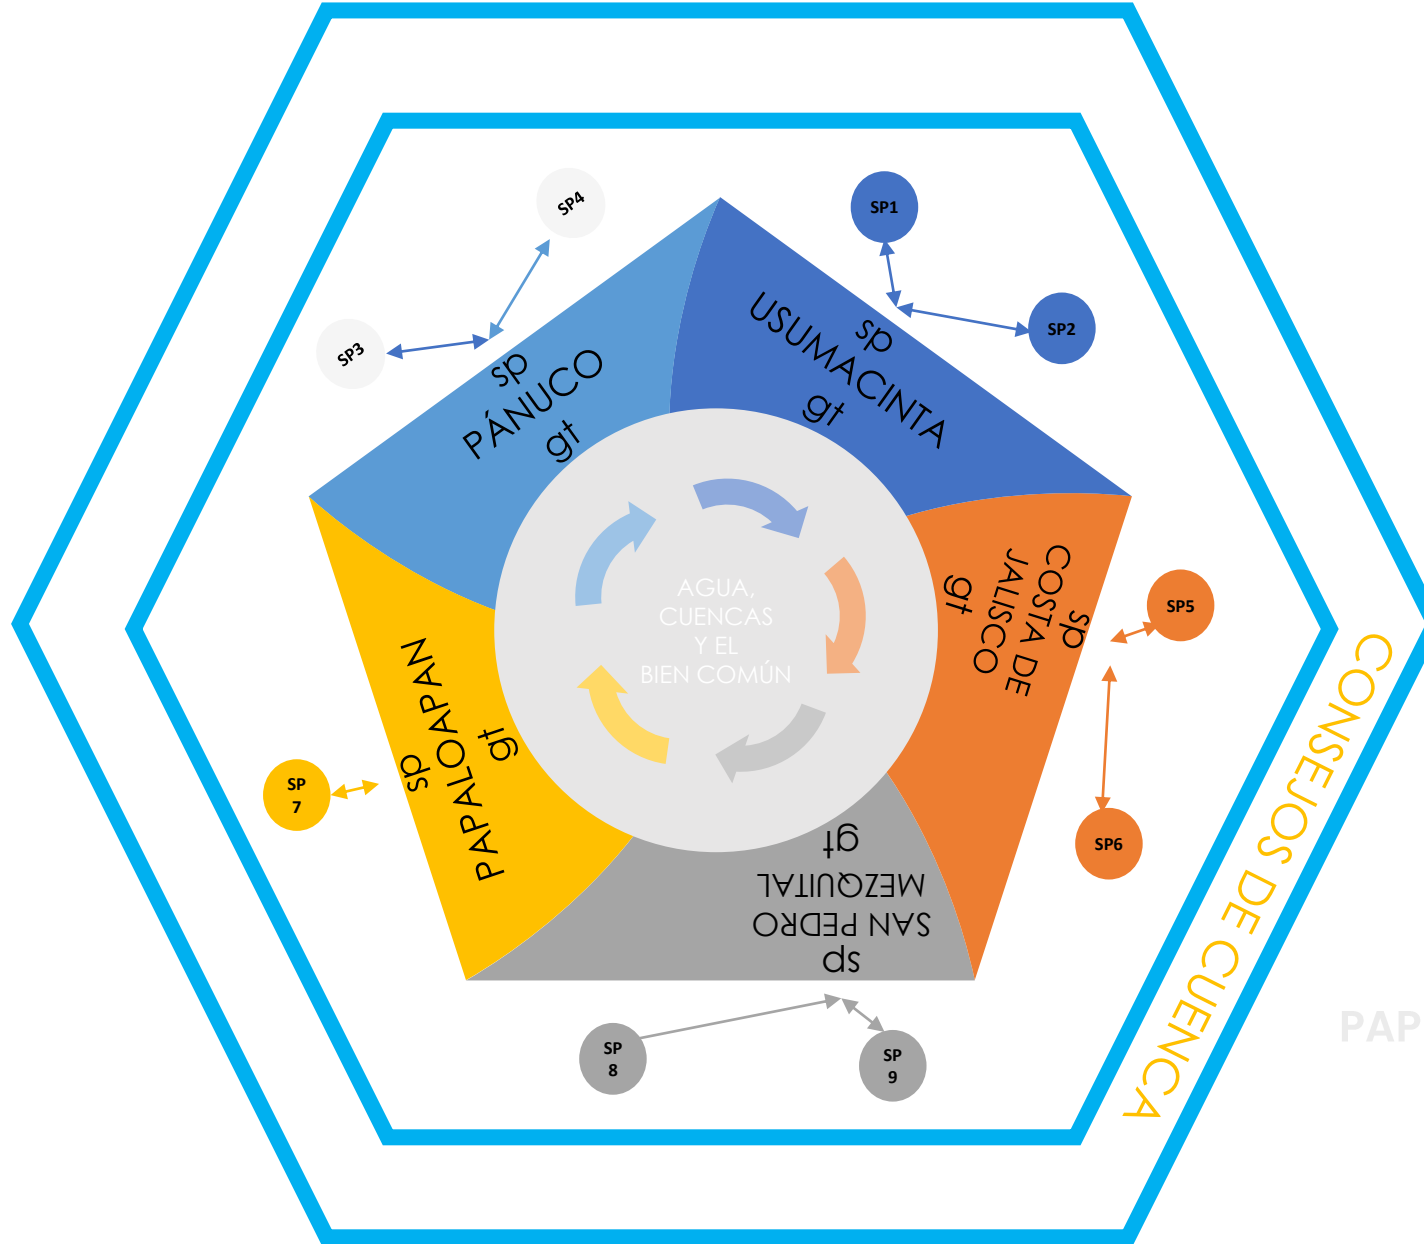 SP4
SP3
SP1
SP2
sp
PÁNUCO
gt
sp
USUMACINTA
gt
sp
COSTA DE
JALISCO
gt
SP5
SP6
AGUA,
CUENCAS
Y EL
BIEN COMÚN
sp
PAPALOAPAN
gt
SP
7
sp
SAN PEDRO
MEZQUITAL
gt
SP
8
SP
9
CONSEJOS DE CUENCA
PAP